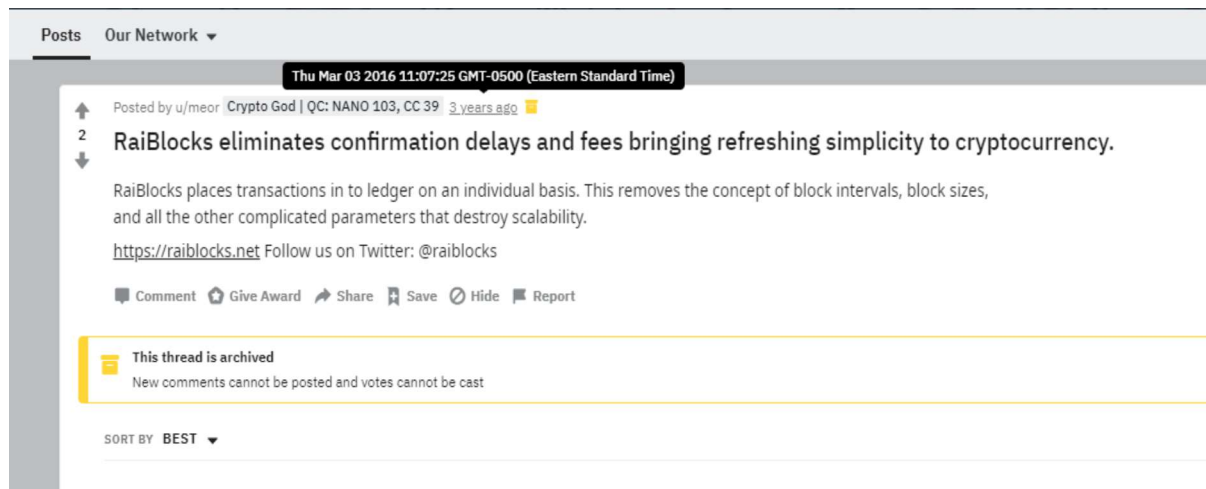 Posts Our Network
Thu Mar 03 2016 11:07:25 GMT-0500 (Eastern Standard Time)
Posted by u/meor Crypto God | QC: NANO 103, CC 39 3 years ago
2
RaiBlocks eliminates confirmation delays and fees bringing refreshing simplicity to cryptocurrency.
RaiBlocks places transactions in to ledger on an individual basis. This removes the concept of block intervals, block sizes,
and all the other complicated parameters that destroy scalability.
https://raiblocks.net Follow us on Twitter: @raiblocks
Comment Give Award Share Save Hide Report
This thread is archived
New comments cannot be posted and votes cannot be cast
SORT BY BEST